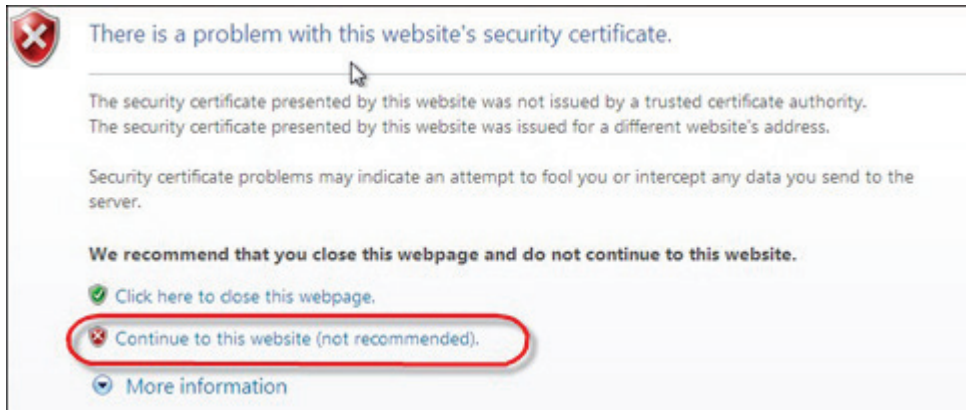 There is a problem with this website's security certificate.
The security certificate presented by this website was not issued by a trusted certificate authority.
The security certificate presented by this website was issued for a different website's address.
Security certificate problems may indicate an attempt to fool you or intercept any data you send to the
server.
We recommend that you close this webpage and do not continue to this website.
Click here to close this webpage.
Continue to this website (not recommended).
More information